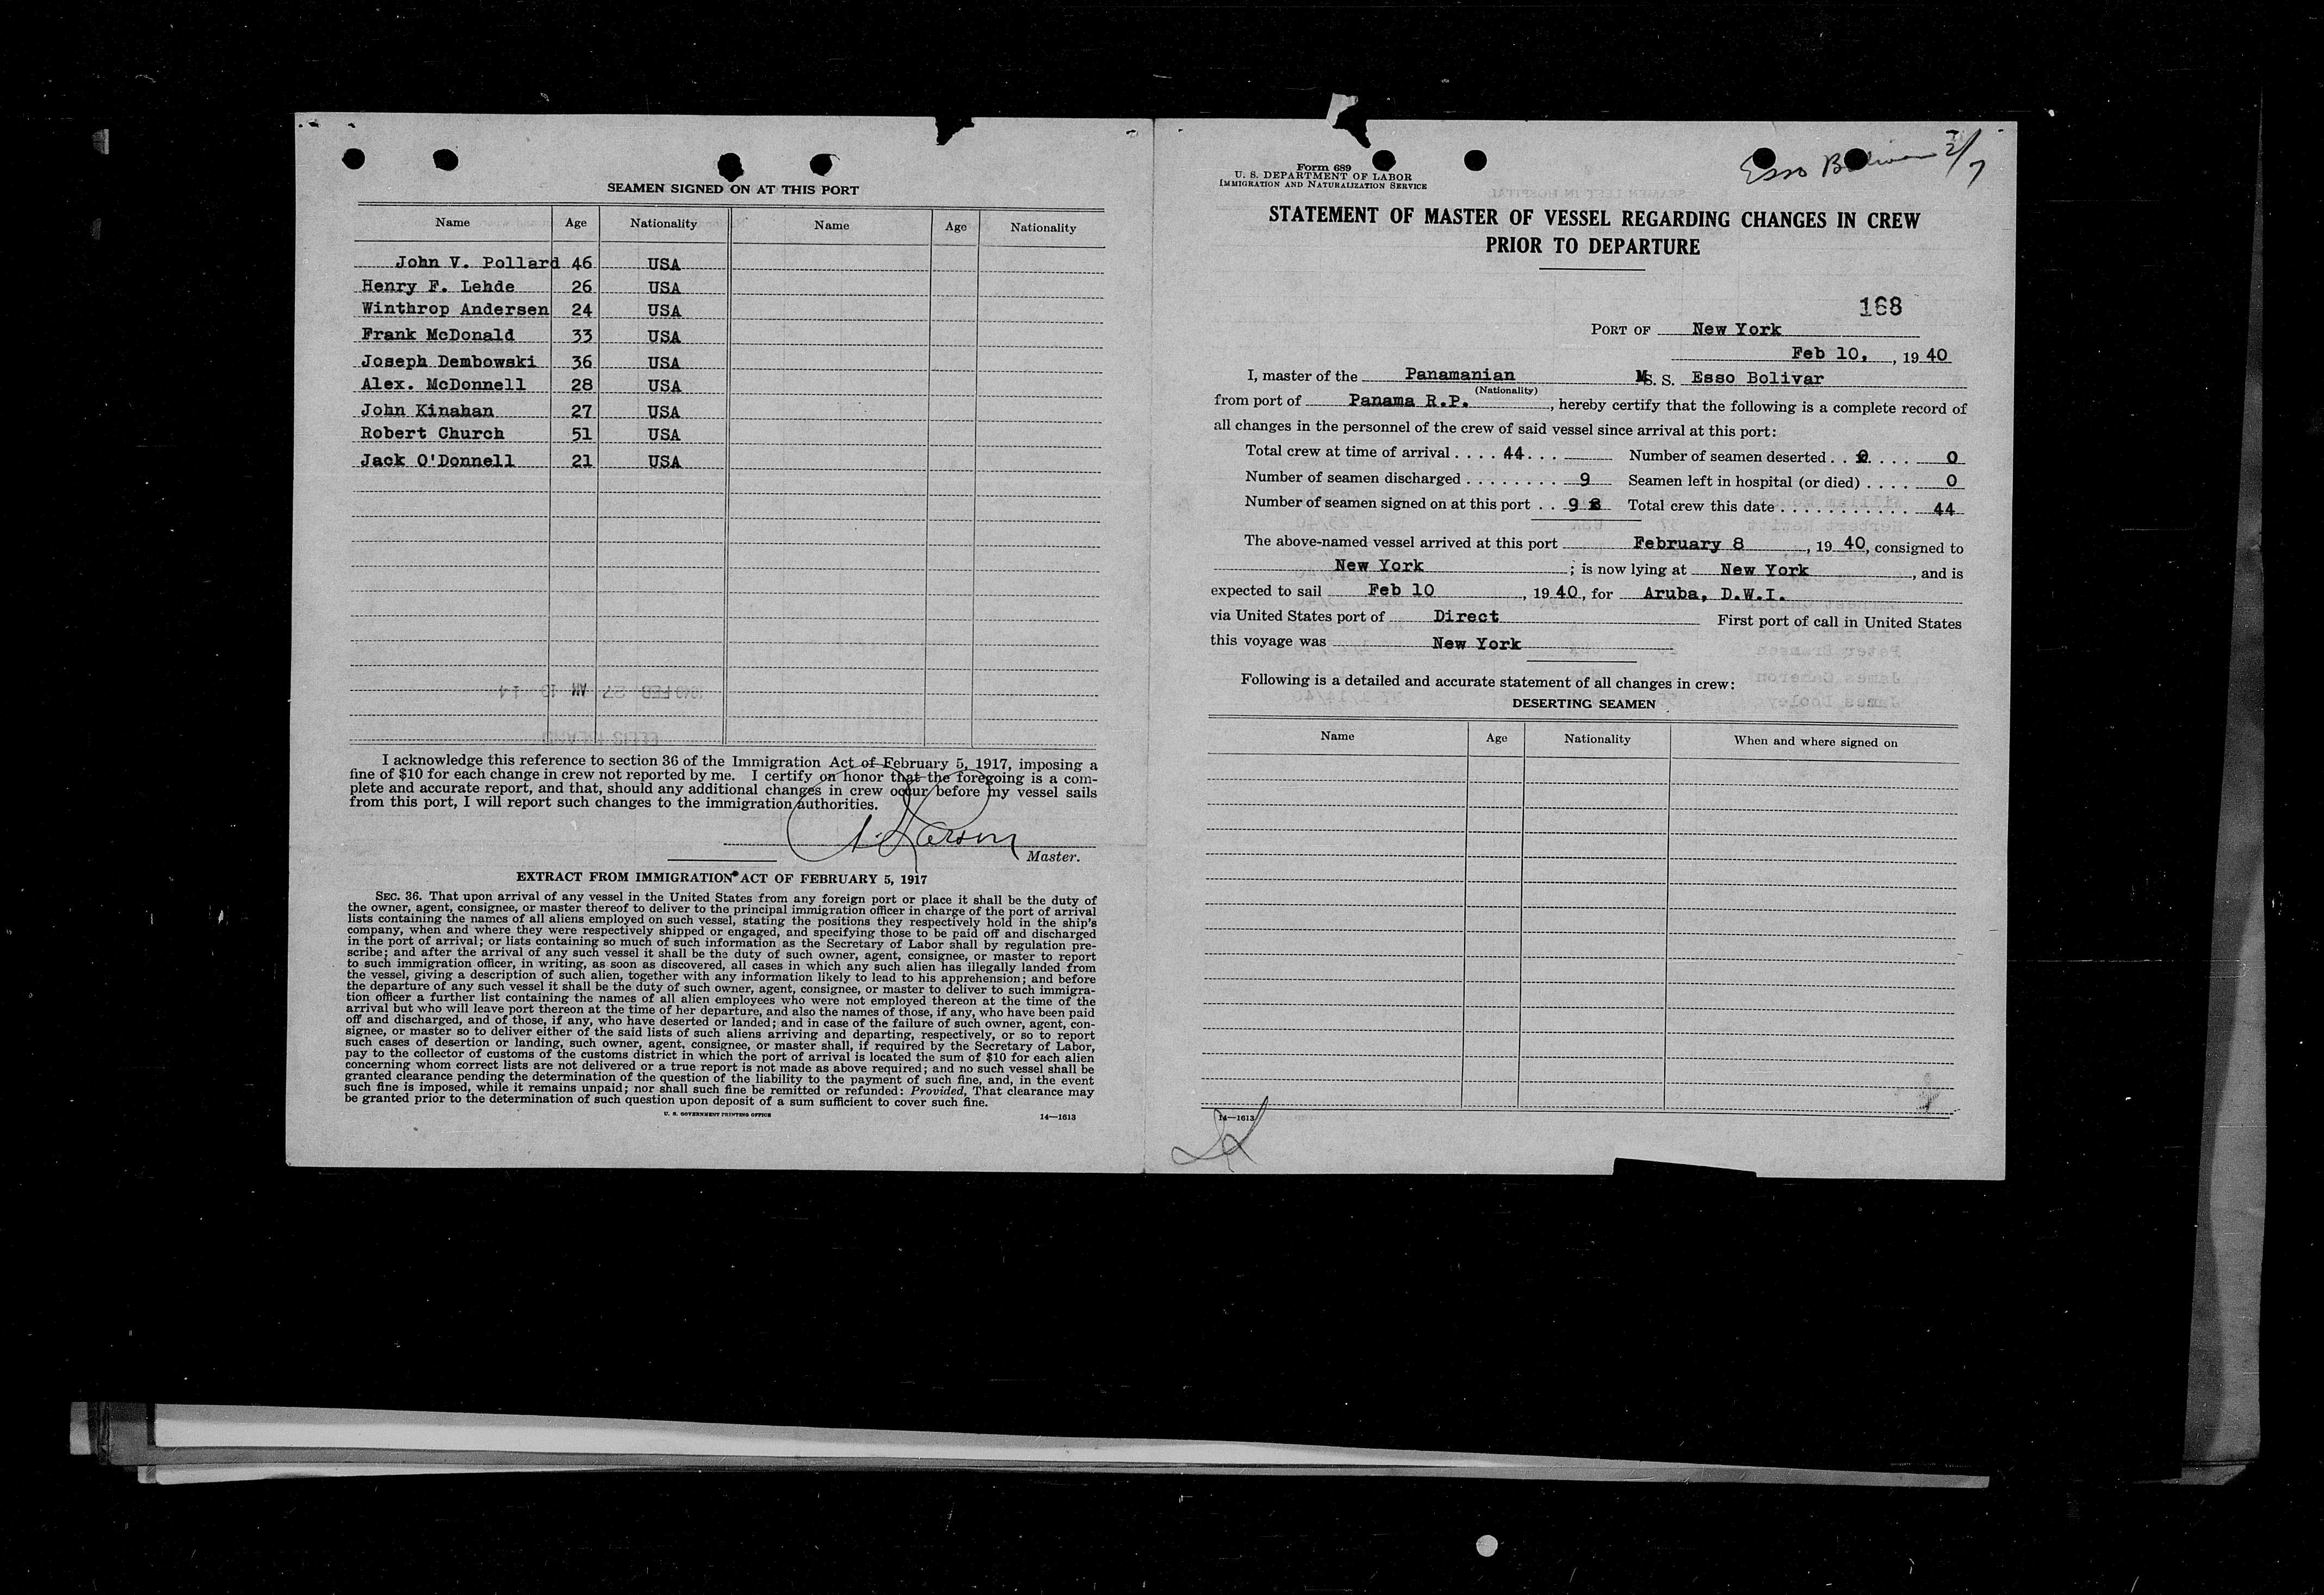 SEAMEN SIGNED ON AT THIS PORT
Name Age Nationality Name Age Nationality
John V. Pollard 46 USA
Henry F. Lehde 26 USA
Winthrop Andersen 24 USA
Frank McDonald 33 USA
Joseph Dembowski 36 USA
Alex. McDonnell 28 USA
John Kinahan 27 USA
Robert Church 51 USA
Jack O'Donnell 21 USA
I acknowledge this reference to section 36 of the Immigration Act of February 5, 1917, imposing a
fine of $10 for each change in crew not reported by me. I certify on honor that the foregoing is a com-
plete and accurate report, and that, should any additional changes in crew occur before my vessel sails
from this port, I will report such changes to the immigration authorities.
Larson
Master.
EXTRACT FROM IMMIGRATION ACT OF FEBRUARY 5, 1917
SEC. 36. That upon arrival of any vessel in the United States from any foreign port or place it shall be the duty of
the owner, agent, consignee, or master thereof to deliver to the principal immigration officer in charge of the port of arrival
lists containing the names of all aliens employed on such vessel, stating the positions they respectively hold in the ship's
company, when and where they were respectively shipped or engaged, and specifying those to be paid off and discharged
in the port of arrival; or lists containing so much of such information as the Secretary of Labor shall by regulation pre-
scribe; and after the arrival of any such vessel it shall be the duty of such owner, agent, consignee, or master to report
to such immigration officer, in writing, as soon as discovered, all cases in which any such alien has illegally landed from
the vessel, giving a description of such alien, together with any information likely to lead to his apprehension; and before
the departure of any such vessel it shall be the duty of such owner, agent, consignee, or master to deliver to such immigra-
tion officer a further list containing the names of all alien employees who were not employed thereon at the time of the
arrival but who will leave port thereon at the time of her departure, and also the names of those, if any, who have been paid
off and discharged, and of those, if any, who have deserted or landed; and in case of the failure of such owner, agent, con-
signee, or master so to deliver either of the said lists of such aliens arriving and departing, respectively, or so to report
such cases of desertion or landing, such owner, agent, consignee, or master shall, if required by the Secretary of Labor,
pay to the collector of customs of the customs district in which the port of arrival is located the sum of $10 for each alien
concerning whom correct lists are not delivered or a true report is not made as above required; and no such vessel shall be
granted clearance pending the determination of the question of the liability to the payment of such fine, and, in the event
such fine is imposed, while it remains unpaid; nor shall such fine be remitted or refunded: Provided, That clearance may
be granted prior to the determination of such question upon deposit of a sum sufficient to cover such fine.
U. S. GOVERNMENT PRINTING OFFICE 14—1613
Form 689
U. S. DEPARTMENT OF LABOR
IMMIGRATION AND NATURALIZATION SERVICE
Esso Bolivar 2/7
STATEMENT OF MASTER OF VESSEL REGARDING CHANGES IN CREW
PRIOR TO DEPARTURE
168
PORT OF New York
Feb 10, , 19 40
I, master of the Panamanian M S. S. Esso Bolivar
(Nationality)
from port of Panama R.P. , hereby certify that the following is a complete record of
all changes in the personnel of the crew of said vessel since arrival at this port:
Total crew at time of arrival . . . . 44 . . . Number of seamen deserted . . . . . . 0
Number of seamen discharged . . . . . . . . 9 Seamen left in hospital (or died) . . . . 0
Number of seamen signed on at this port . . 9 Total crew this date . . . . . . . . . . . 44
The above-named vessel arrived at this port February 8 , 19 40, consigned to
New York ; is now lying at New York , and is
expected to sail Feb 10 , 19 40, for Aruba, D.W.I.
via United States port of Direct First port of call in United States
this voyage was New York
Following is a detailed and accurate statement of all changes in crew:
DESERTING SEAMEN
Name Age Nationality When and where signed on
14—1613